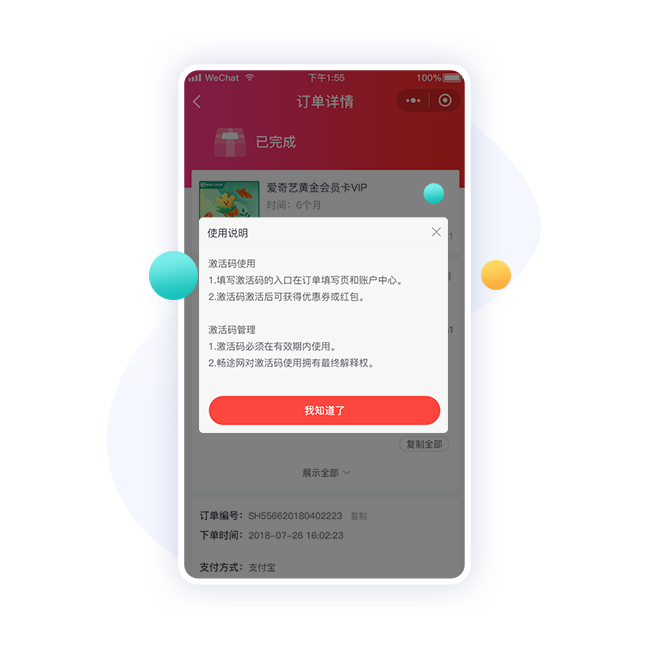 WeChat 下午1:55 100%
订单详情
已完成
爱奇艺黄金会员卡VIP
时间：6个月
使用说明
激活码使用
1.填写激活码的入口在订单填写页和账户中心。
2.激活码激活后可获得优惠券或红包。
激活码管理
1.激活码必须在有效期内使用。
2.畅途网对激活码使用拥有最终解释权。
我知道了
复制全部
展示全部
订单编号：SH556620180402223 复制
下单时间：2018-07-26 16:02:23
支付方式：支付宝